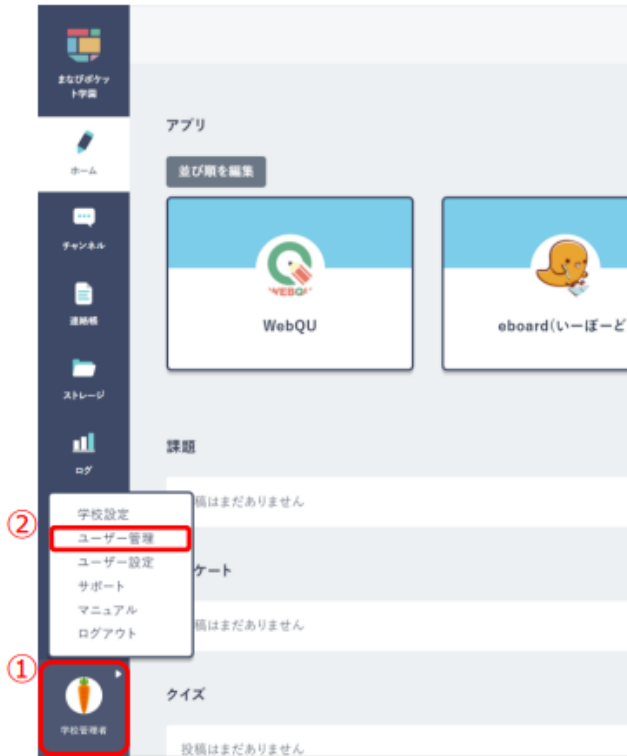 まなびポケッ
ト学園
ホーム
チャンネル
連絡帳
ストレージ
ログ
アプリ
並び順を編集
WEBQU
WebQU
eboard(いーぼーど
課題
稿はまだありません
②
学校設定
ユーザー管理
ユーザー設定
サポート
マニュアル
ログアウト
ケート
稿はまだありません
①
学校管理者
クイズ
投稿はまだありません